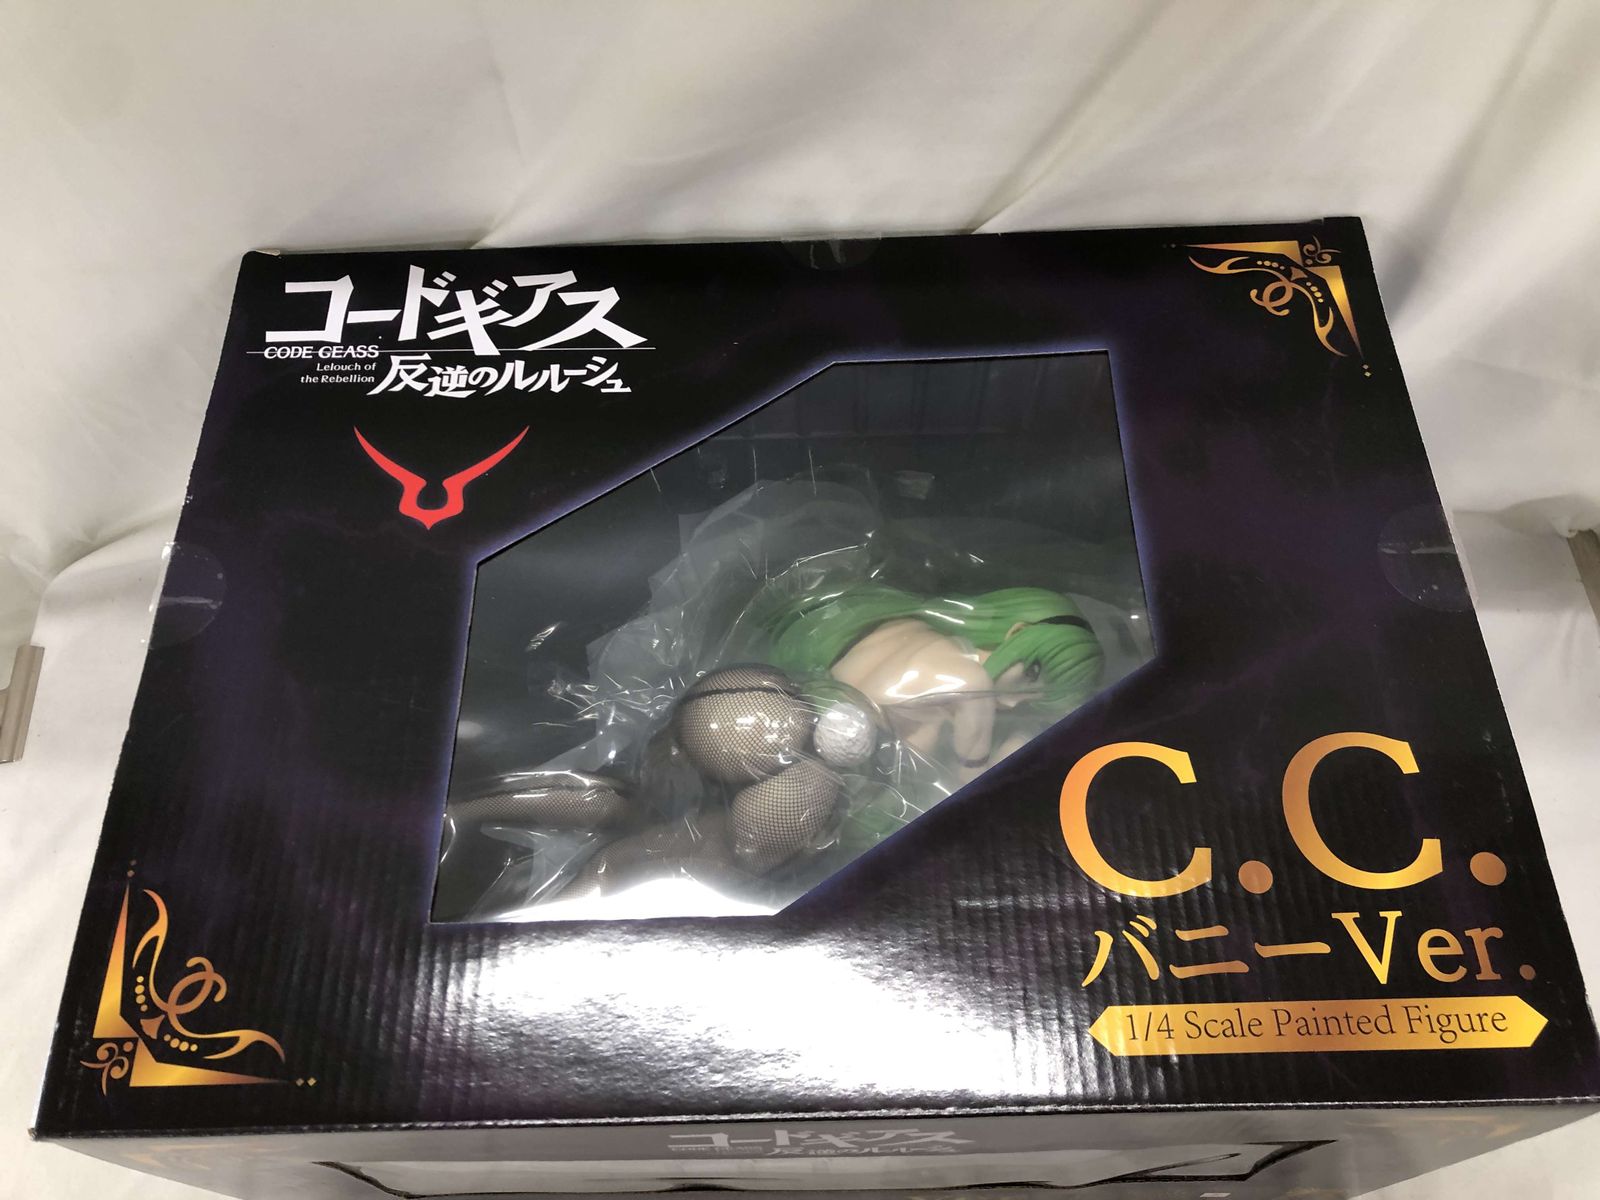 コードギアス
CODE GEASS
Lelouch of
the Rebellion
反逆のルルーシュ
C.C.
バニーVer.
1/4 Scale Painted Figure
コードギアス
CODE GEASS
反逆のルルーシュ